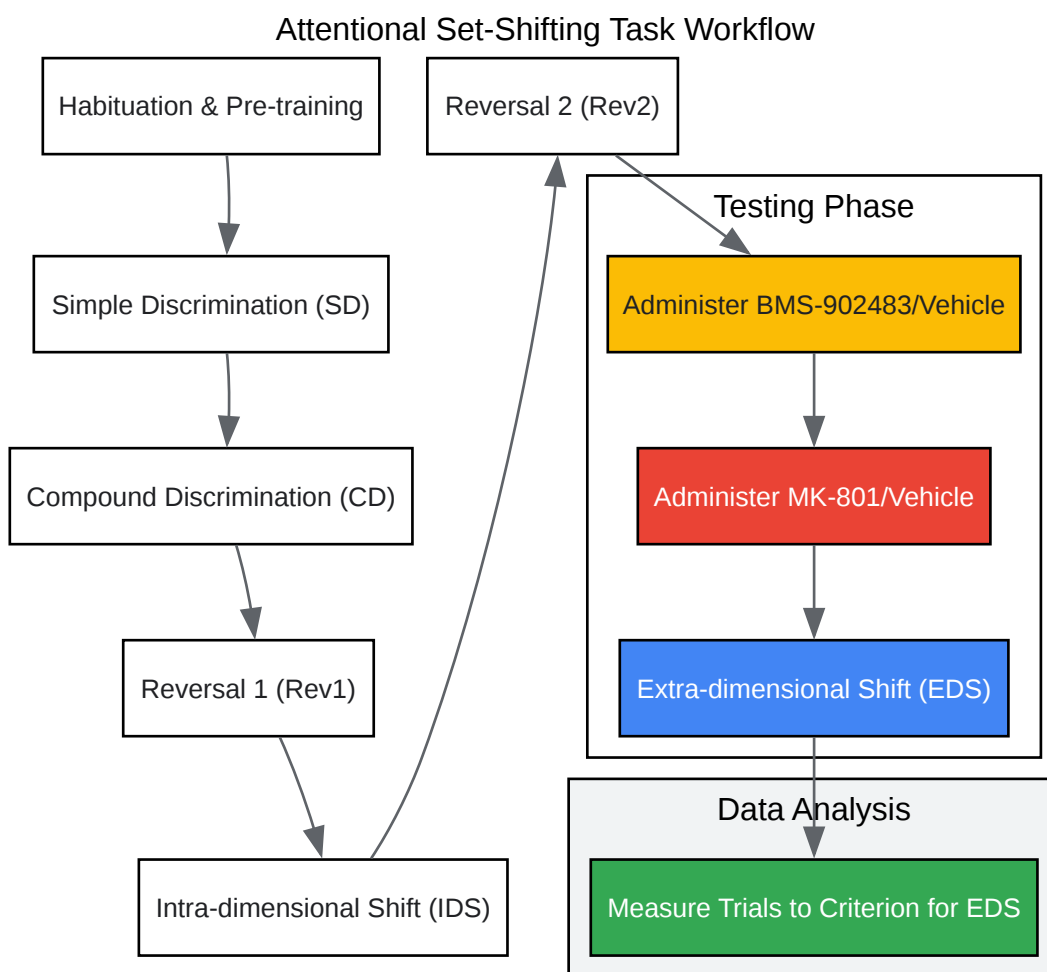 Attentional Set-Shifting Task Workflow
Habituation & Pre-training
Simple Discrimination (SD)
Compound Discrimination (CD)
Reversal 1 (Rev1)
Intra-dimensional Shift (IDS)
Reversal 2 (Rev2)
Testing Phase
Administer BMS-902483/Vehicle
Administer MK-801/Vehicle
Extra-dimensional Shift (EDS)
Data Analysis
Measure Trials to Criterion for EDS